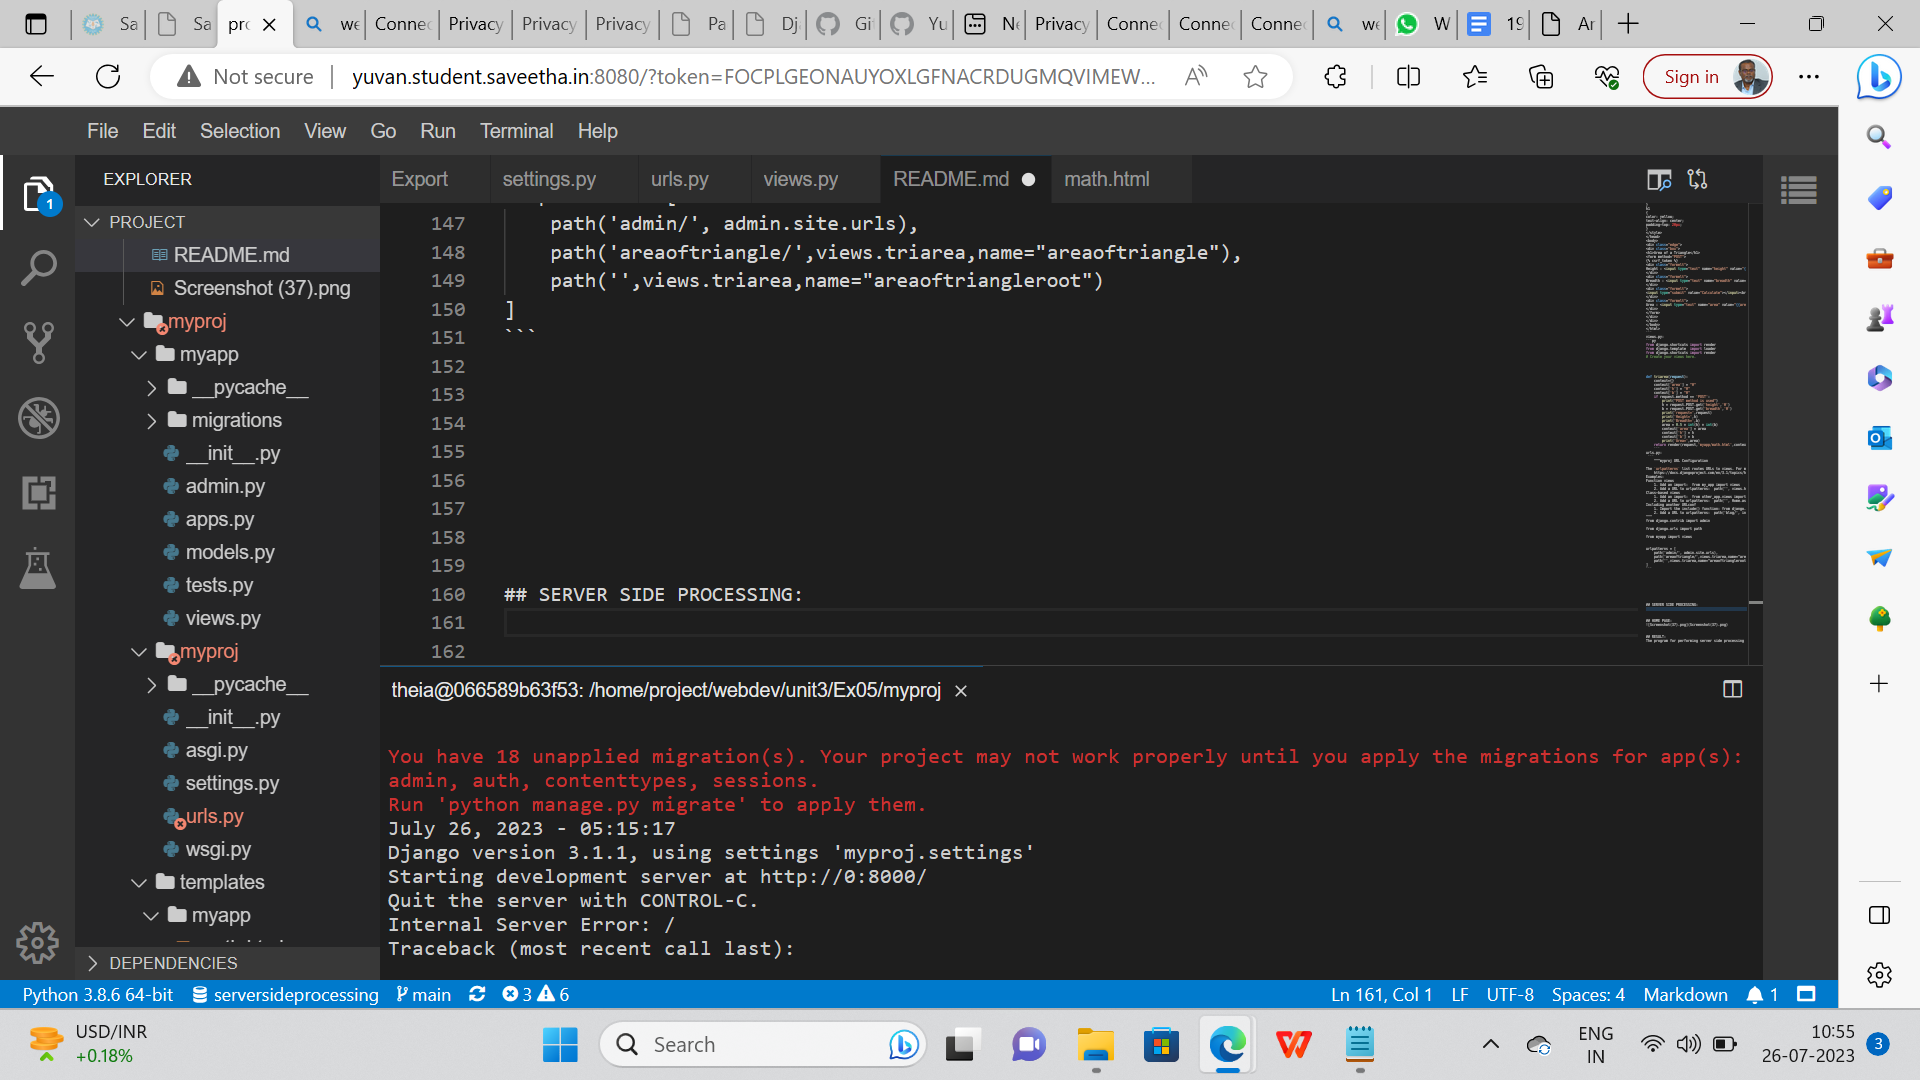 Sa
Sa
pro
we
Connec
Privacy
Privacy
Privacy
Pa
Dj
Gi
Yu
Ne
Privacy
Connec
Connec
Connec
we
W
19
Ar
Not secure
yuvan.student.saveetha.in:8080/?token=FOCPLGEONAUYOXLGFNACRDUGMQVIMEW...
Sign in
File Edit Selection View Go Run Terminal Help
EXPLORER
Export
settings.py
urls.py
views.py
README.md
math.html
PROJECT
README.md
Screenshot (37).png
myproj
myapp
__pycache__
migrations
__init__.py
admin.py
apps.py
models.py
tests.py
views.py
myproj
__pycache__
__init__.py
asgi.py
settings.py
urls.py
wsgi.py
templates
myapp
DEPENDENCIES
147 path('admin/', admin.site.urls),
148 path('areaoftriangle/',views.triarea,name="areaoftriangle"),
149 path('',views.triarea,name="areaoftriangleroot")
150 ]
151 ```
152
153
154
155
156
157
158
159
160 ## SERVER SIDE PROCESSING:
161
162
theia@066589b63f53: /home/project/webdev/unit3/Ex05/myproj
You have 18 unapplied migration(s). Your project may not work properly until you apply the migrations for app(s):
admin, auth, contenttypes, sessions.
Run 'python manage.py migrate' to apply them.
July 26, 2023 - 05:15:17
Django version 3.1.1, using settings 'myproj.settings'
Starting development server at http://0:8000/
Quit the server with CONTROL-C.
Internal Server Error: /
Traceback (most recent call last):
Python 3.8.6 64-bit serversideprocessing main 3 6
Ln 161, Col 1 LF UTF-8 Spaces: 4 Markdown 1
USD/INR
+0.18%
Search
ENG
IN
10:55
26-07-2023
3